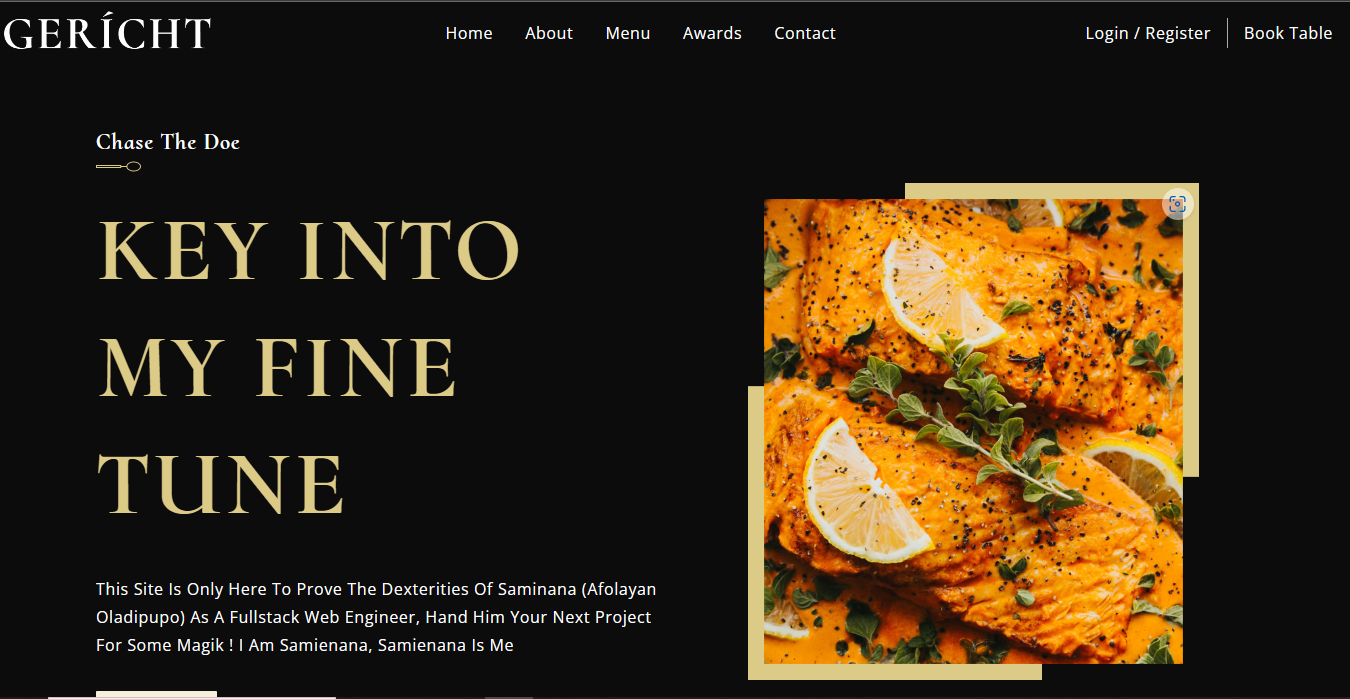 GERÍCHT
Home About Menu Awards Contact
Login / Register Book Table
Chase The Doe
KEY INTO
MY FINE
TUNE
This Site Is Only Here To Prove The Dexterities Of Saminana (Afolayan
Oladipupo) As A Fullstack Web Engineer, Hand Him Your Next Project
For Some Magik ! I Am Samienana, Samienana Is Me